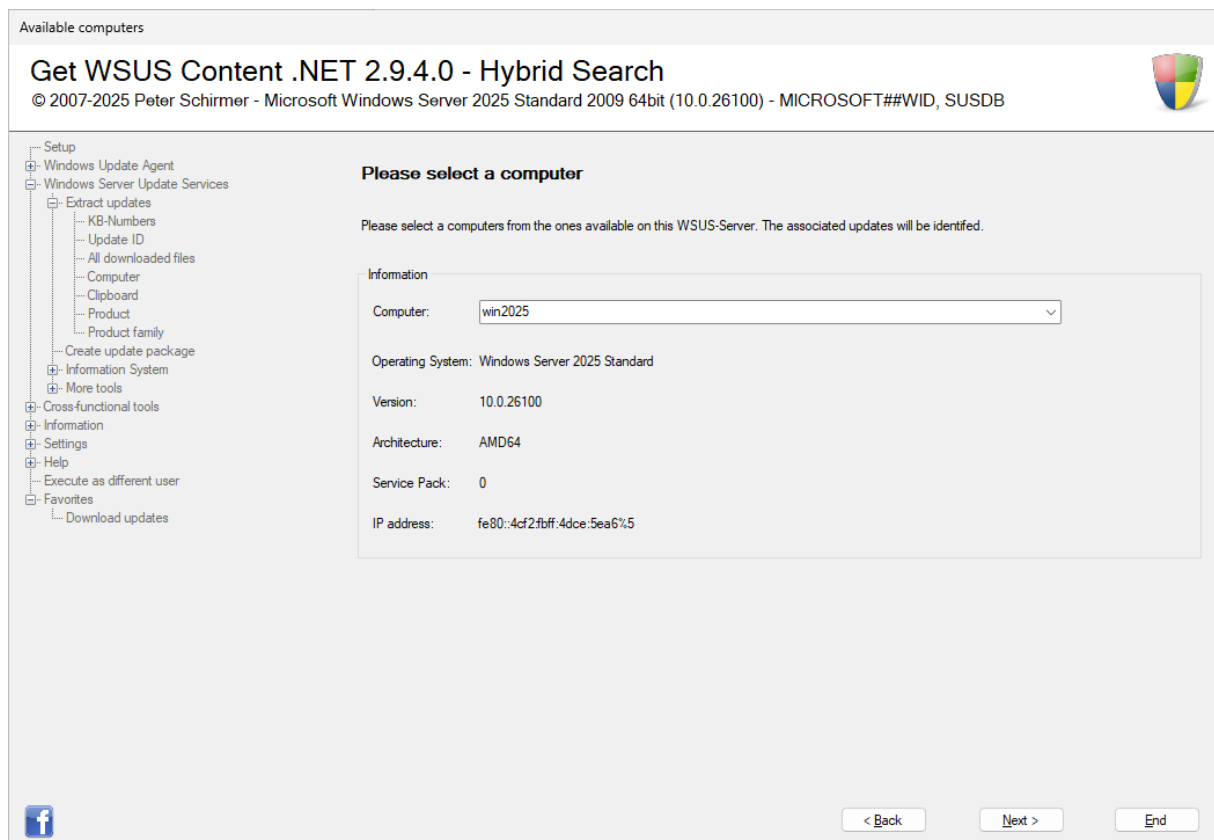 Available computers
Get WSUS Content .NET 2.9.4.0 - Hybrid Search
© 2007-2025 Peter Schirmer - Microsoft Windows Server 2025 Standard 2009 64bit (10.0.26100) - MICROSOFT##WID, SUSDB
Setup
Windows Update Agent
Windows Server Update Services
Extract updates
KB-Numbers
Update ID
All downloaded files
Computer
Clipboard
Product
Product family
Create update package
Information System
More tools
Cross-functional tools
Information
Settings
Help
Execute as different user
Favorites
Download updates
Please select a computer
Please select a computers from the ones available on this WSUS-Server. The associated updates will be identifed.
Information
Computer: win2025
Operating System: Windows Server 2025 Standard
Version: 10.0.26100
Architecture: AMD64
Service Pack: 0
IP address: fe80::4cf2:fbff:4dce:5ea6%5
f
< Back Next > End